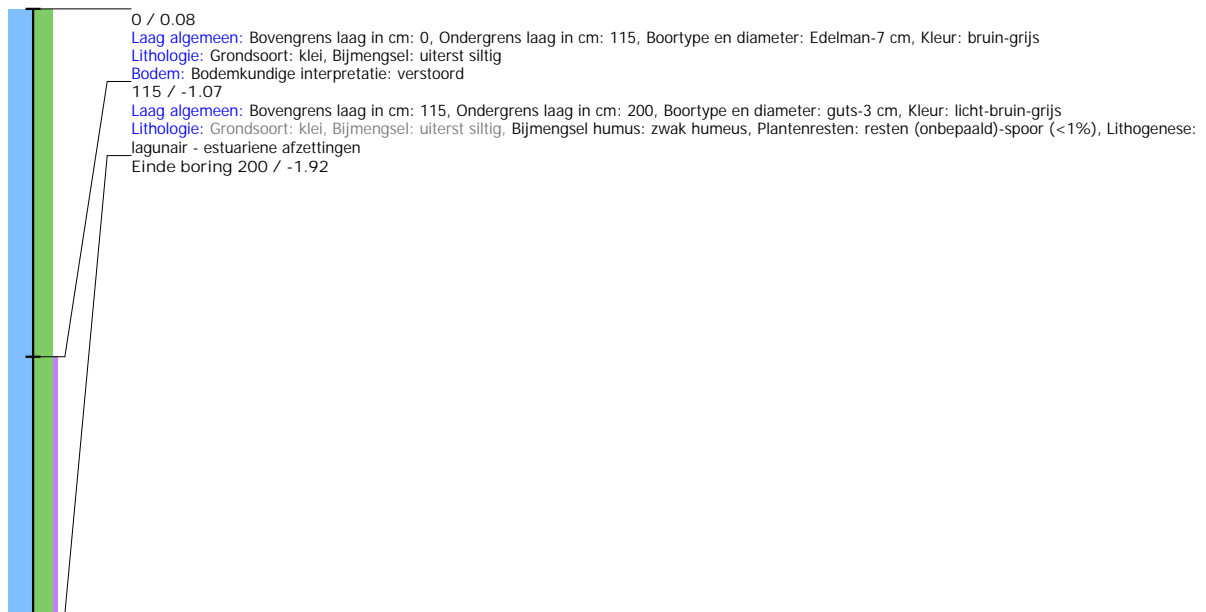 0 / 0.08
Laag algemeen: Bovengrens laag in cm: 0, Ondergrens laag in cm: 115, Boortype en diameter: Edelman-7 cm, Kleur: bruin-grijs
Lithologie: Grondsoort: klei, Bijmengsel: uiterst siltig
Bodem: Bodemkundige interpretatie: verstoord
115 / -1.07
Laag algemeen: Bovengrens laag in cm: 115, Ondergrens laag in cm: 200, Boortype en diameter: guts-3 cm, Kleur: licht-bruin-grijs
Lithologie: Grondsoort: klei, Bijmengsel: uiterst siltig, Bijmengsel humus: zwak humeus, Plantenresten: resten (onbepaald)-spoor (<1%), Lithogenese:
lagunair - estuariene afzettingen
Einde boring 200 / -1.92